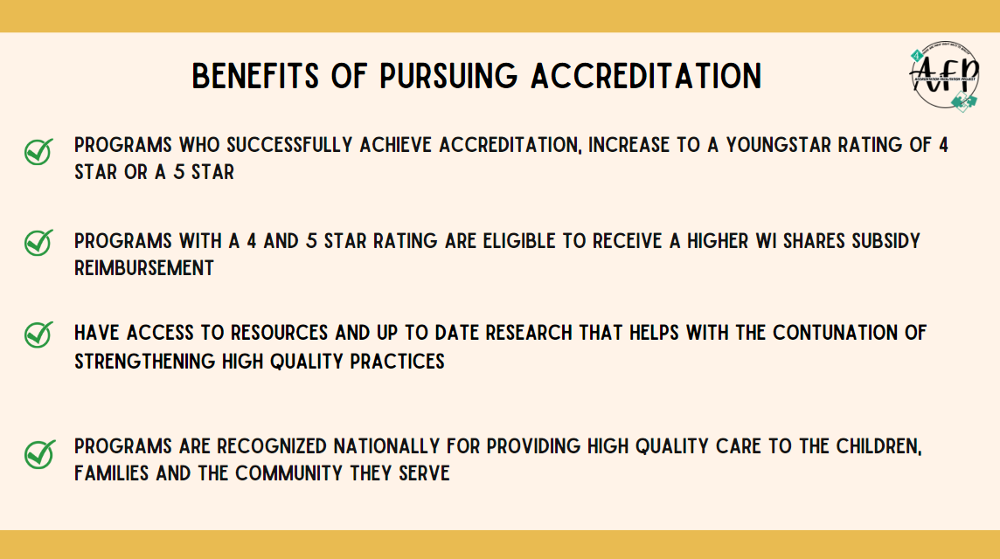 BENEFITS OF PURSUING ACCREDITATION
AFP
ACCREDITATION FACILITATION PROJECT
PROGRAMS WHO SUCCESSFULLY ACHIEVE ACCREDITATION, INCREASE TO A YOUNGSTAR RATING OF 4
STAR OR A 5 STAR
PROGRAMS WITH A 4 AND 5 STAR RATING ARE ELIGIBLE TO RECEIVE A HIGHER WI SHARES SUBSIDY
REIMBURSEMENT
HAVE ACCESS TO RESOURCES AND UP TO DATE RESEARCH THAT HELPS WITH THE CONTUNATION OF
STRENGTHENING HIGH QUALITY PRACTICES
PROGRAMS ARE RECOGNIZED NATIONALLY FOR PROVIDING HIGH QUALITY CARE TO THE CHILDREN,
FAMILIES AND THE COMMUNITY THEY SERVE